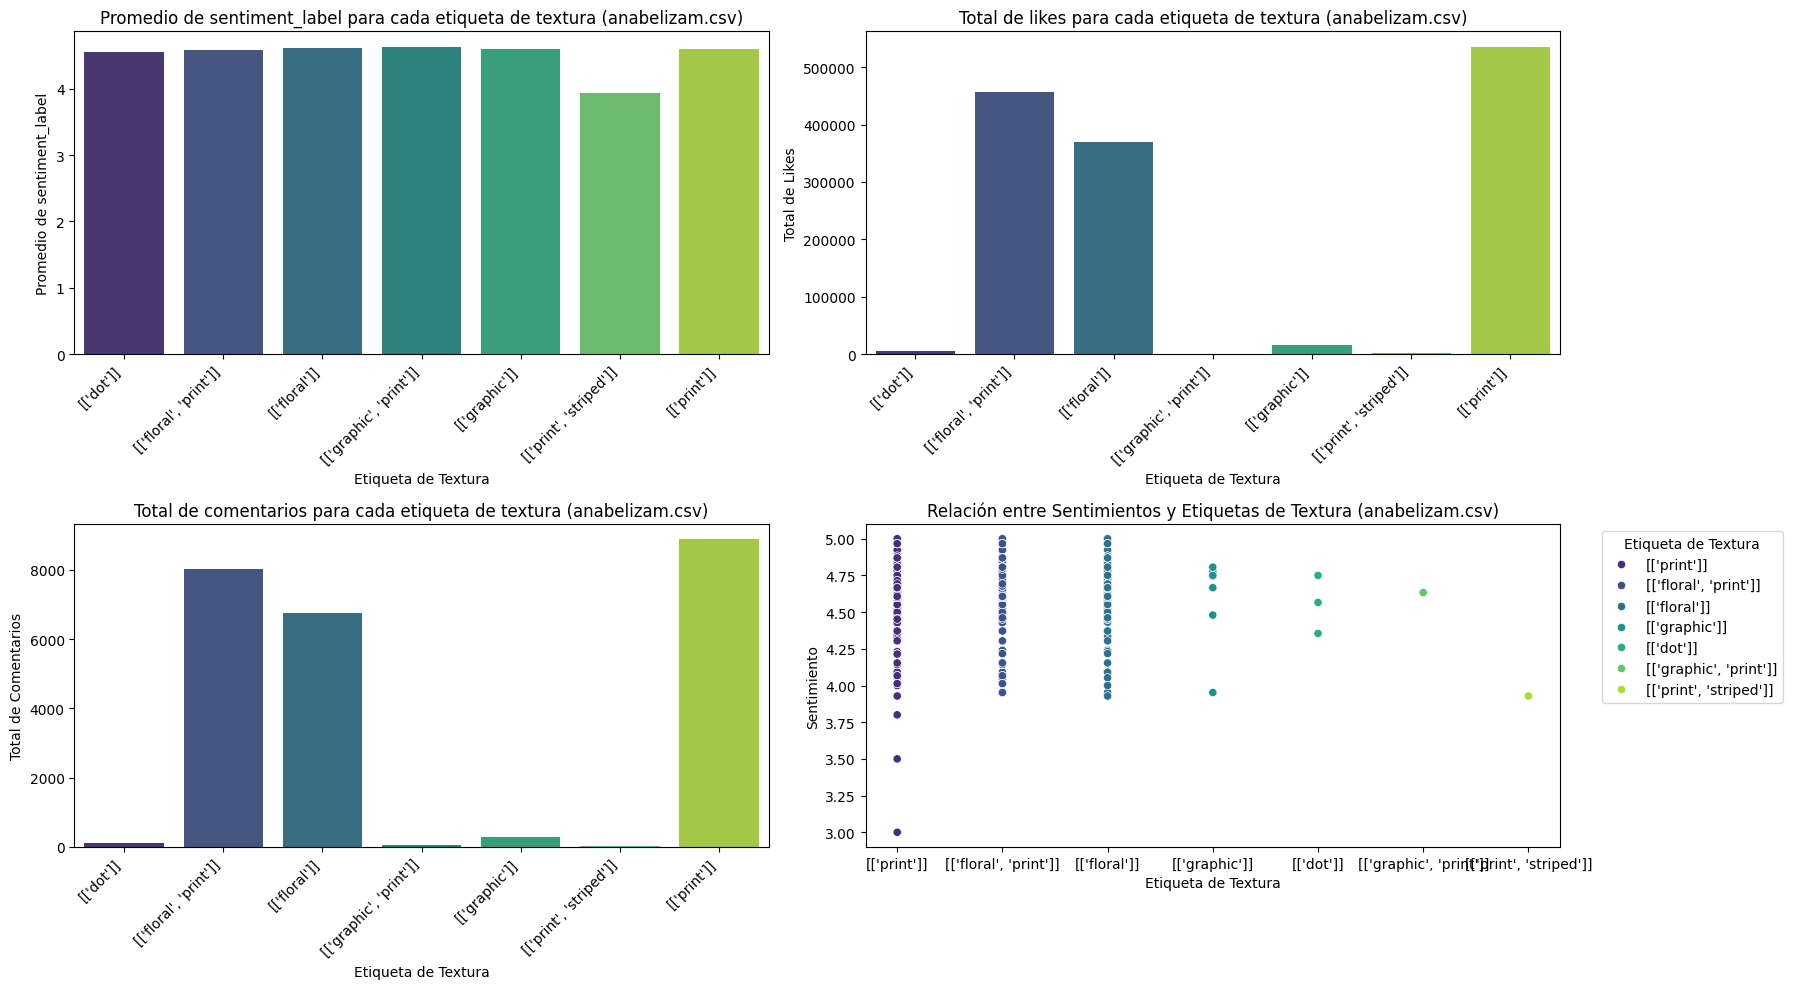 Promedio de sentiment_label para cada etiqueta de textura (anabelizam.csv)
Promedio de sentiment_label
4
3
2
1
0
[['dot']]
[['floral', 'print']]
[['floral']]
[['graphic', 'print']]
[['graphic']]
[['print', 'striped']]
[['print']]
Etiqueta de Textura
Total de likes para cada etiqueta de textura (anabelizam.csv)
Total de Likes
500000
400000
300000
200000
100000
0
[['dot']]
[['floral', 'print']]
[['floral']]
[['graphic', 'print']]
[['graphic']]
[['print', 'striped']]
[['print']]
Etiqueta de Textura
Total de comentarios para cada etiqueta de textura (anabelizam.csv)
Total de Comentarios
8000
6000
4000
2000
0
[['dot']]
[['floral', 'print']]
[['floral']]
[['graphic', 'print']]
[['graphic']]
[['print', 'striped']]
[['print']]
Etiqueta de Textura
Relación entre Sentimientos y Etiquetas de Textura (anabelizam.csv)
Sentimiento
5.00
4.75
4.50
4.25
4.00
3.75
3.50
3.25
3.00
[['print']]
[['floral', 'print']]
[['floral']]
[['graphic']]
[['dot']]
[['graphic', 'print']]
[['print', 'striped']]
Etiqueta de Textura
Etiqueta de Textura
[['print']]
[['floral', 'print']]
[['floral']]
[['graphic']]
[['dot']]
[['graphic', 'print']]
[['print', 'striped']]